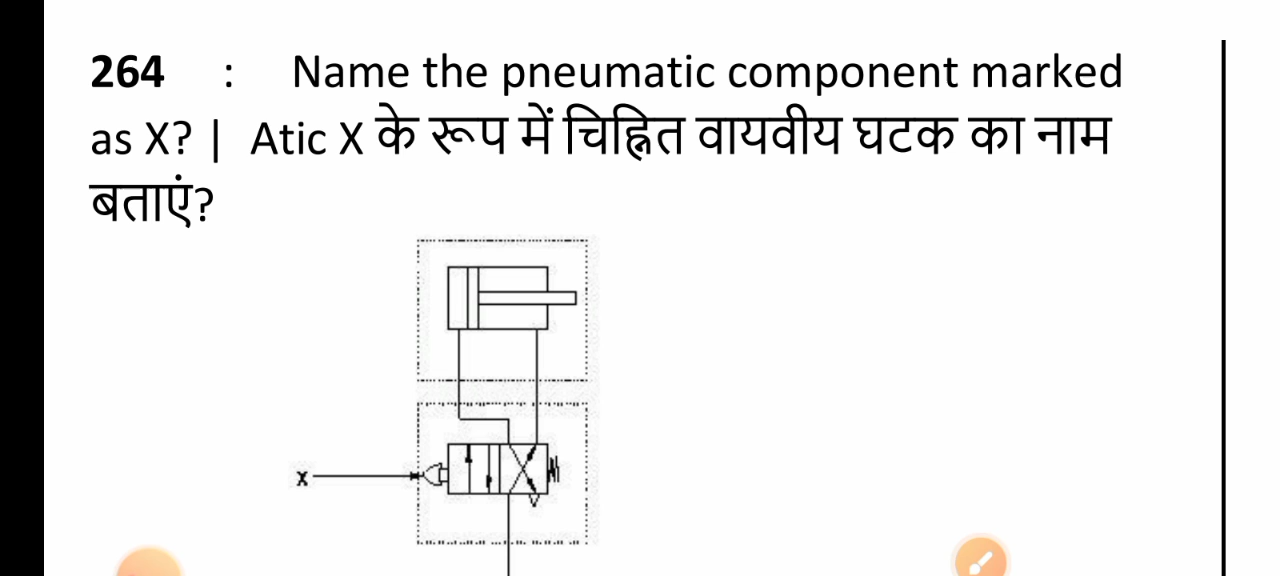 264 : Name the pneumatic component marked
as X? | Atic X के रूप में चिह्नित वायवीय घटक का नाम
बताएं?
X